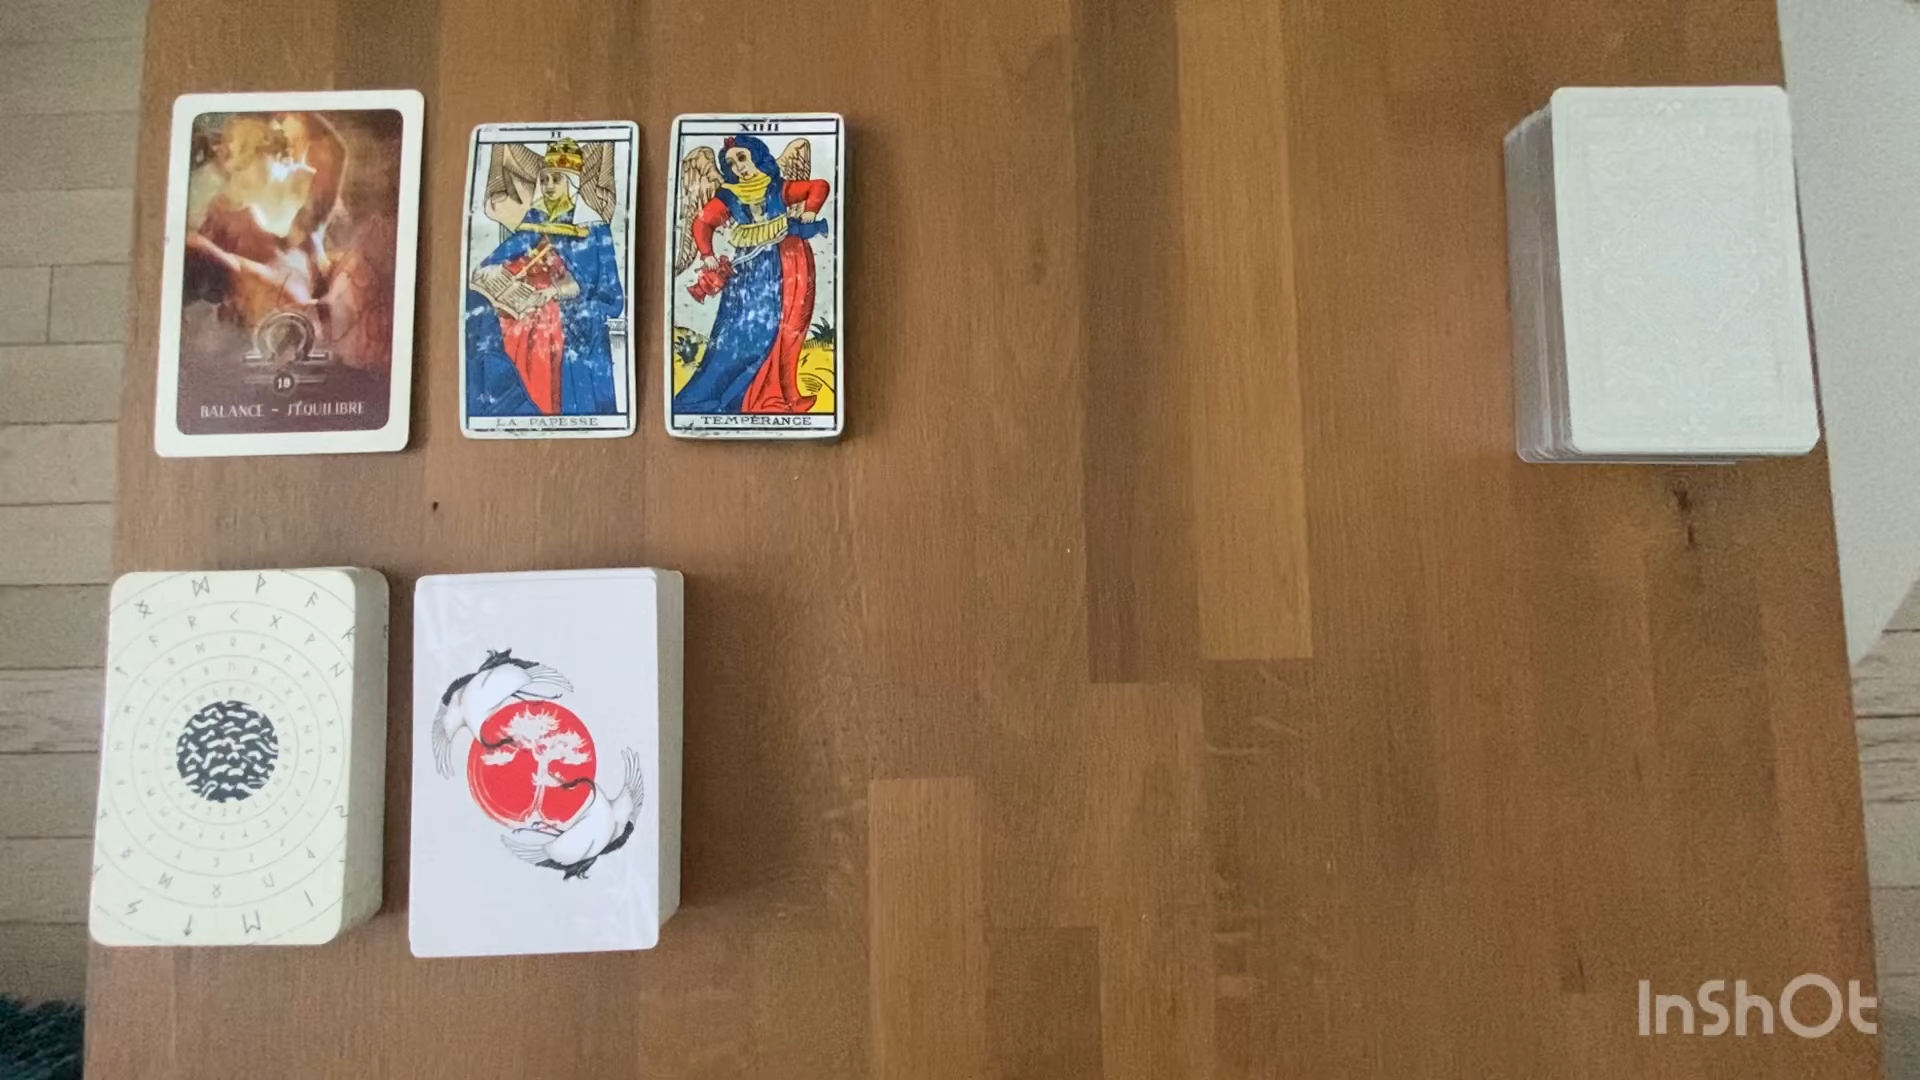 19
BALANCE - J'ÉQUILIBRE
II
LA PAPESSE
XIIII
TEMPÉRANCE
InShOt